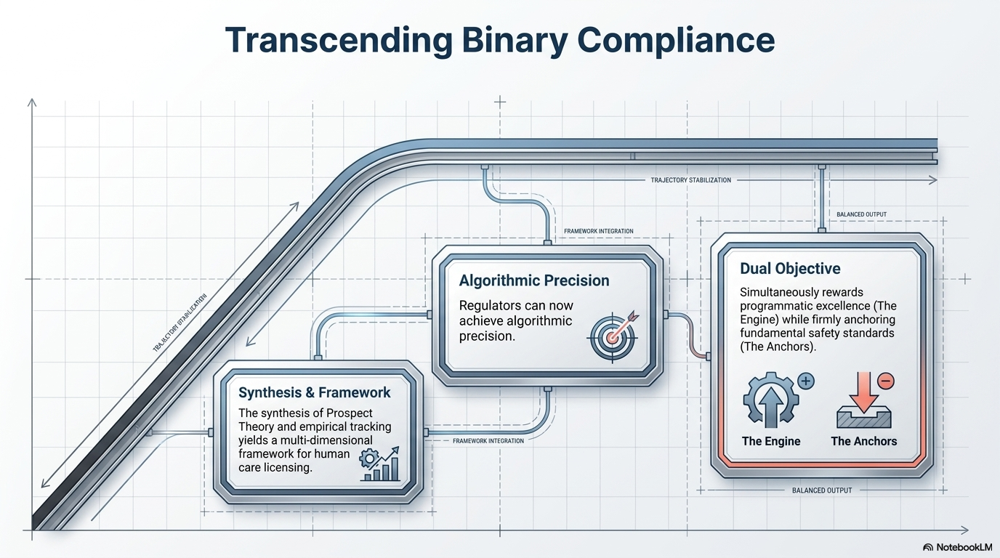 Transcending Binary Compliance
TRAJECTORY STABILIZATION
BALANCED OUTPUT
FRAMEWORK INTEGRATION
Algorithmic Precision
Regulators can now
achieve algorithmic
precision.
Dual Objective
Simultaneously rewards
programmatic excellence (The
Engine) while firmly anchoring
fundamental safety standards
(The Anchors).
The Engine
The Anchors
BALANCED OUTPUT
Synthesis & Framework
The synthesis of Prospect
Theory and empirical tracking
yields a multi-dimensional
framework for human
care licensing.
FRAMEWORK INTEGRATION
NotebookLM